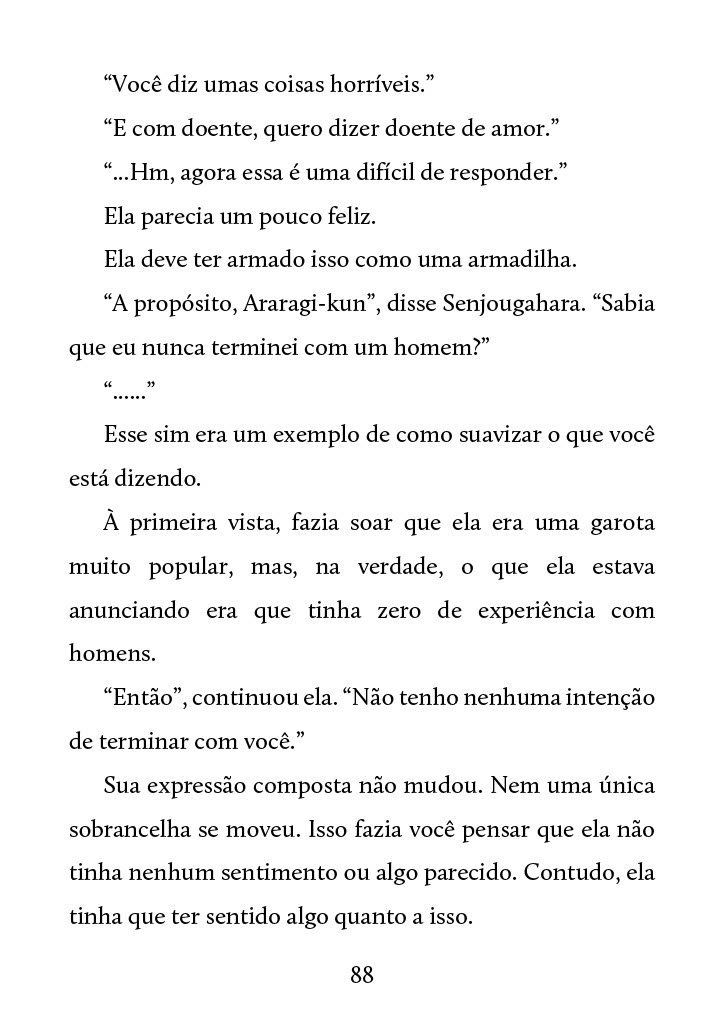 “Você diz umas coisas horríveis.”
“E com doente, quero dizer doente de amor.”
“...Hm, agora essa é uma difícil de responder.”
Ela parecia um pouco feliz.
Ela deve ter armado isso como uma armadilha.
“A propósito, Araragi-kun”, disse Senjougahara. “Sabia
que eu nunca terminei com um homem?”
“......”
Esse sim era um exemplo de como suavizar o que você
está dizendo.
À primeira vista, fazia soar que ela era uma garota
muito popular, mas, na verdade, o que ela estava
anunciando era que tinha zero de experiência com
homens.
“Então”, continuou ela. “Não tenho nenhuma intenção
de terminar com você.”
Sua expressão composta não mudou. Nem uma única
sobrancelha se moveu. Isso fazia você pensar que ela não
tinha nenhum sentimento ou algo parecido. Contudo, ela
tinha que ter sentido algo quanto a isso.
88